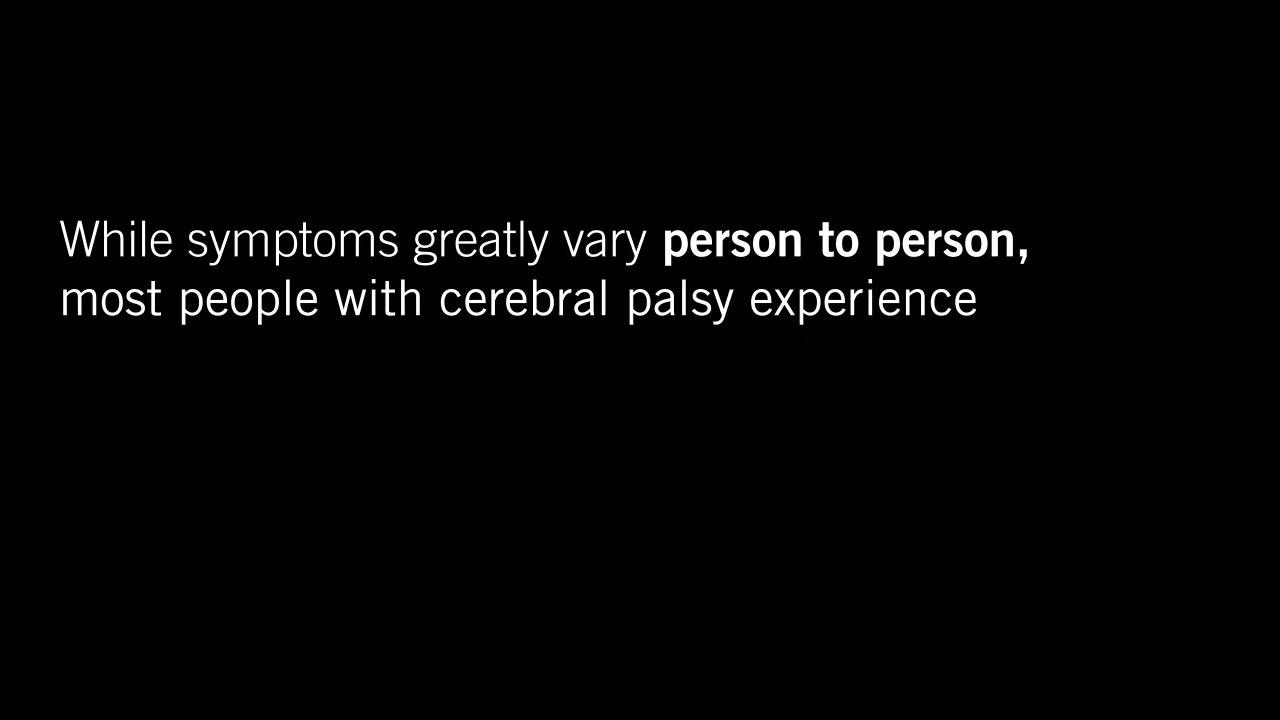 While symptoms greatly vary person to person,
most people with cerebral palsy experience